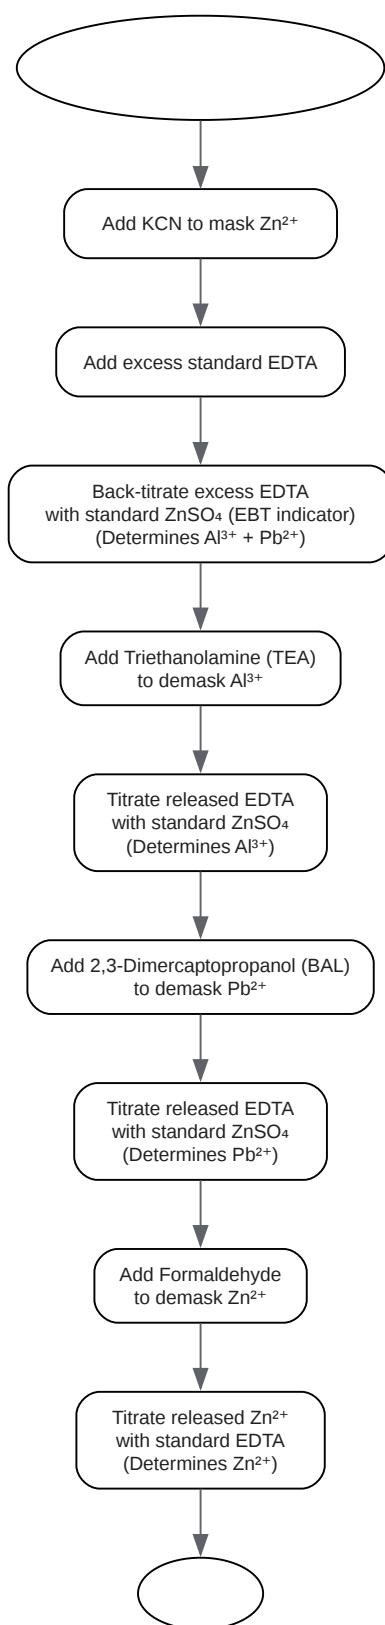 Add KCN to mask Zn²⁺
Add excess standard EDTA
Back-titrate excess EDTA
with standard ZnSO₄ (EBT indicator)
(Determines Al³⁺ + Pb²⁺)
Add Triethanolamine (TEA)
to demask Al³⁺
Titrate released EDTA
with standard ZnSO₄
(Determines Al³⁺)
Add 2,3-Dimercaptopropanol (BAL)
to demask Pb²⁺
Titrate released EDTA
with standard ZnSO₄
(Determines Pb²⁺)
Add Formaldehyde
to demask Zn²⁺
Titrate released Zn²⁺
with standard EDTA
(Determines Zn²⁺)